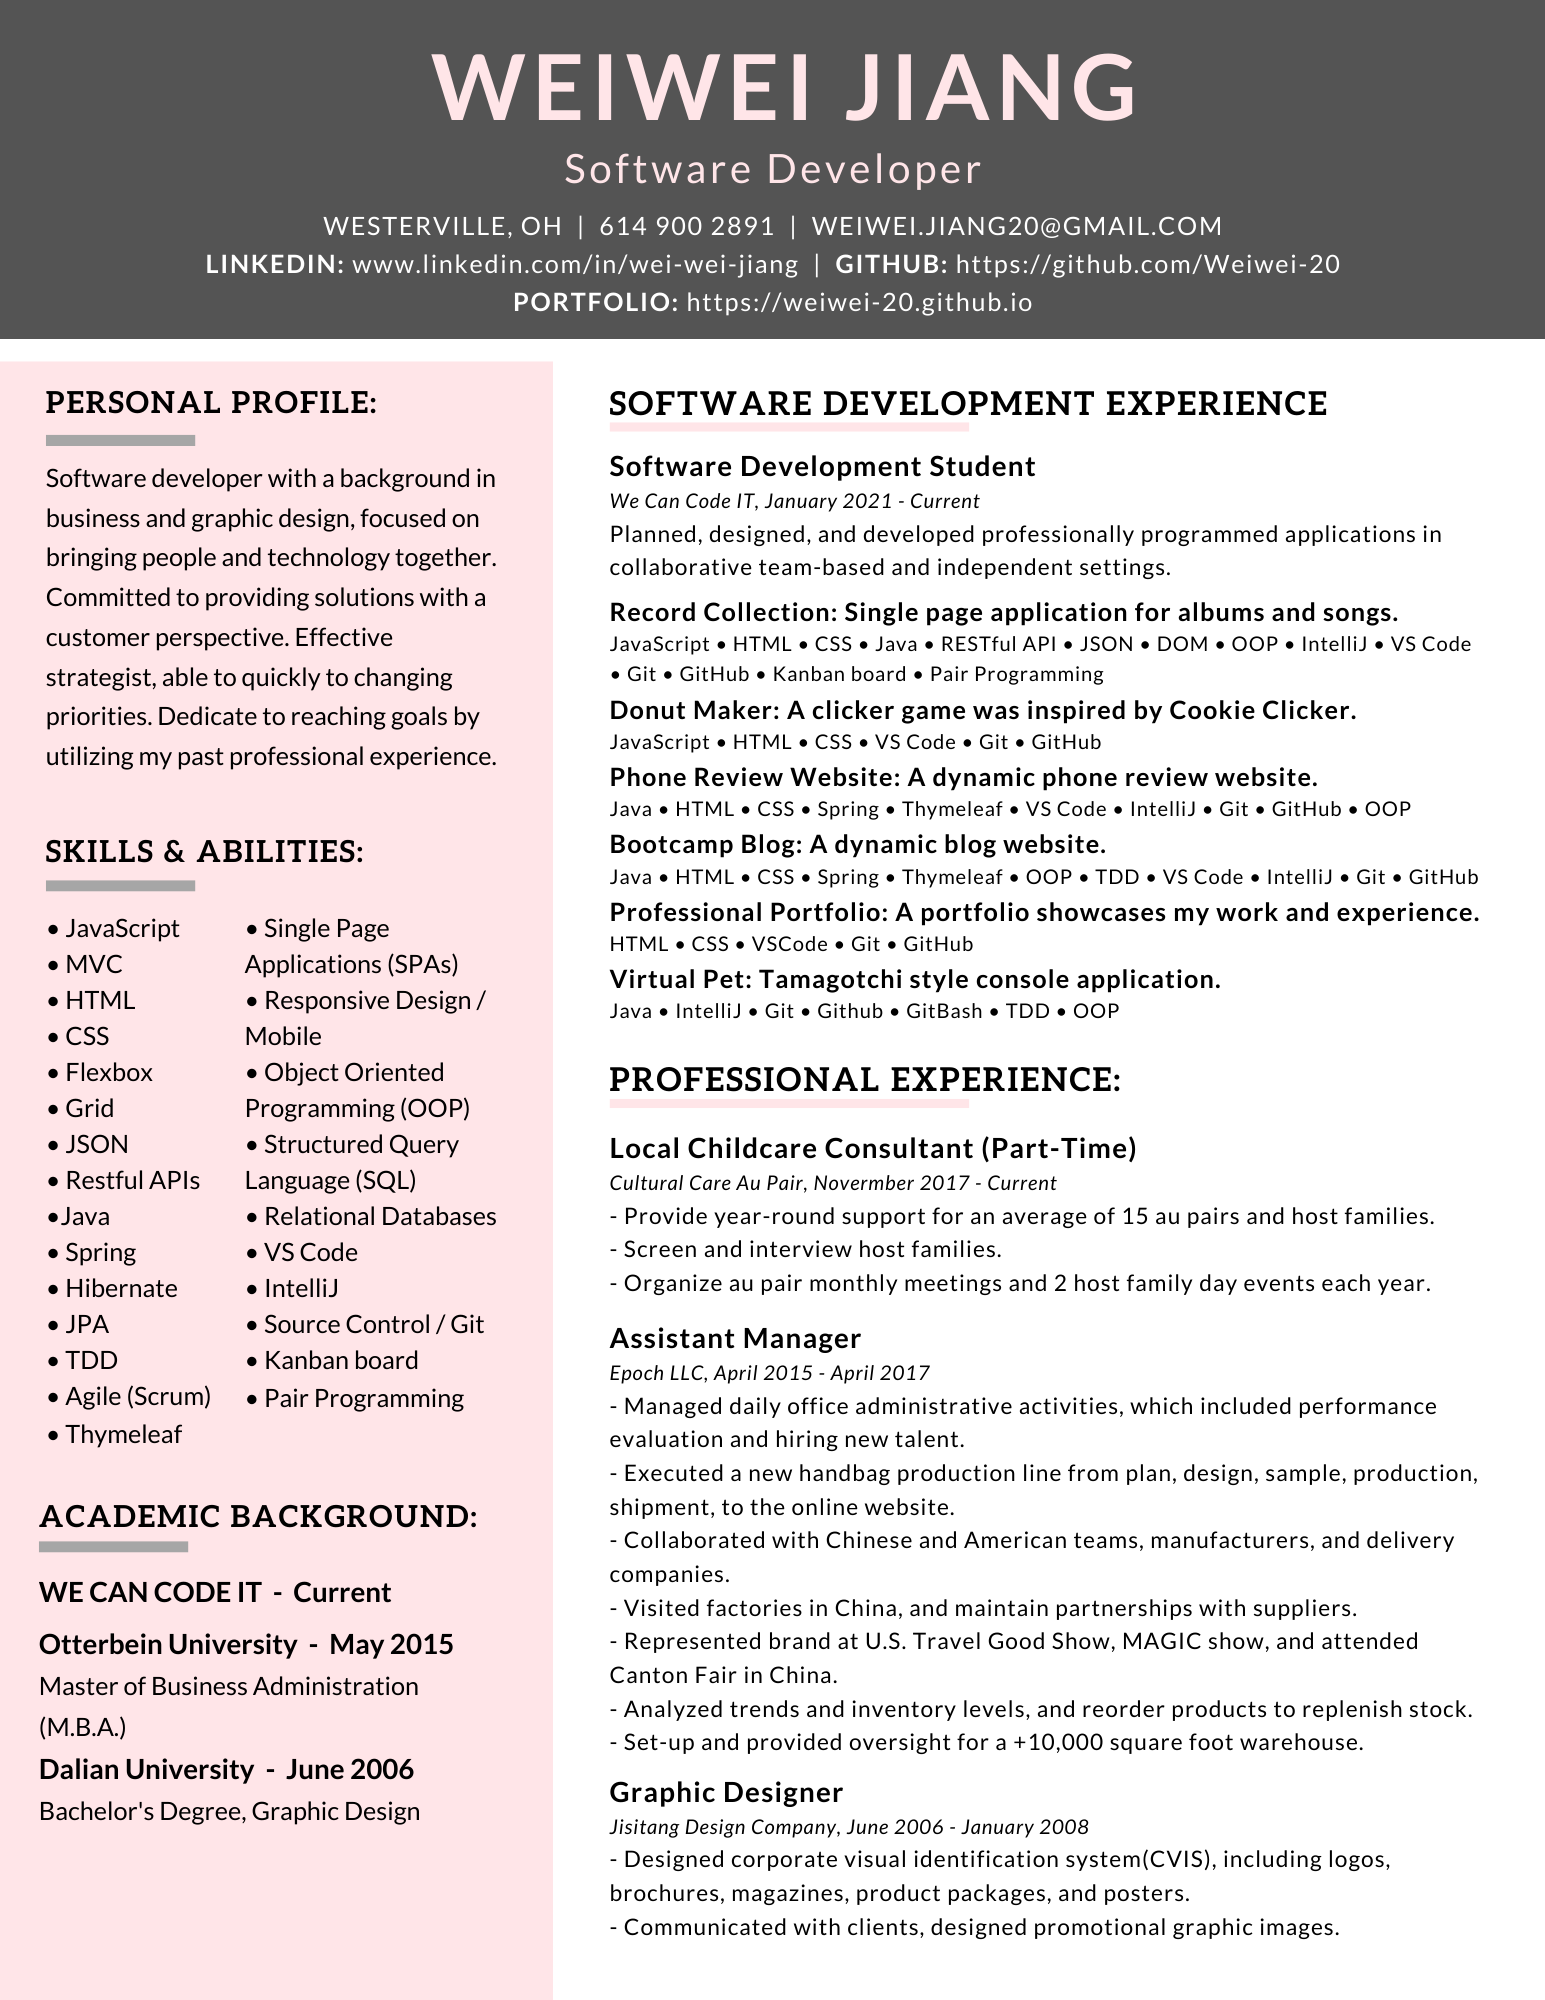 WEIWEI JIANG
Software Developer
WESTERVILLE, OH | 614 900 2891 | WEIWEI.JIANG20@GMAIL.COM
LINKEDIN: www.linkedin.com/in/wei-wei-jiang | GITHUB: https://github.com/Weiwei-20
PORTFOLIO: https://weiwei-20.github.io
PERSONAL PROFILE:
Software developer with a background in
business and graphic design, focused on
bringing people and technology together.
Committed to providing solutions with a
customer perspective. Effective
strategist, able to quickly to changing
priorities. Dedicate to reaching goals by
utilizing my past professional experience.
SKILLS & ABILITIES:
• JavaScript
• MVC
• HTML
• CSS
• Flexbox
• Grid
• JSON
• Restful APIs
•Java
• Spring
• Hibernate
• JPA
• TDD
• Agile (Scrum)
• Thymeleaf
• Single Page
Applications (SPAs)
• Responsive Design /
Mobile
• Object Oriented
Programming (OOP)
• Structured Query
Language (SQL)
• Relational Databases
• VS Code
• IntelliJ
• Source Control / Git
• Kanban board
• Pair Programming
ACADEMIC BACKGROUND:
WE CAN CODE IT - Current
Otterbein University - May 2015
Master of Business Administration
(M.B.A.)
Dalian University - June 2006
Bachelor's Degree, Graphic Design
SOFTWARE DEVELOPMENT EXPERIENCE
Software Development Student
We Can Code IT, January 2021 - Current
Planned, designed, and developed professionally programmed applications in
collaborative team-based and independent settings.
Record Collection: Single page application for albums and songs.
JavaScript • HTML • CSS • Java • RESTful API • JSON • DOM • OOP • IntelliJ • VS Code
• Git • GitHub • Kanban board • Pair Programming
Donut Maker: A clicker game was inspired by Cookie Clicker.
JavaScript • HTML • CSS • VS Code • Git • GitHub
Phone Review Website: A dynamic phone review website.
Java • HTML • CSS • Spring • Thymeleaf • VS Code • IntelliJ • Git • GitHub • OOP
Bootcamp Blog: A dynamic blog website.
Java • HTML • CSS • Spring • Thymeleaf • OOP • TDD • VS Code • IntelliJ • Git • GitHub
Professional Portfolio: A portfolio showcases my work and experience.
HTML • CSS • VSCode • Git • GitHub
Virtual Pet: Tamagotchi style console application.
Java • IntelliJ • Git • Github • GitBash • TDD • OOP
PROFESSIONAL EXPERIENCE:
Local Childcare Consultant (Part-Time)
Cultural Care Au Pair, Novermber 2017 - Current
- Provide year-round support for an average of 15 au pairs and host families.
- Screen and interview host families.
- Organize au pair monthly meetings and 2 host family day events each year.
Assistant Manager
Epoch LLC, April 2015 - April 2017
- Managed daily office administrative activities, which included performance
evaluation and hiring new talent.
- Executed a new handbag production line from plan, design, sample, production,
shipment, to the online website.
- Collaborated with Chinese and American teams, manufacturers, and delivery
companies.
- Visited factories in China, and maintain partnerships with suppliers.
- Represented brand at U.S. Travel Good Show, MAGIC show, and attended
Canton Fair in China.
- Analyzed trends and inventory levels, and reorder products to replenish stock.
- Set-up and provided oversight for a +10,000 square foot warehouse.
Graphic Designer
Jisitang Design Company, June 2006 - January 2008
- Designed corporate visual identification system(CVIS), including logos,
brochures, magazines, product packages, and posters.
- Communicated with clients, designed promotional graphic images.